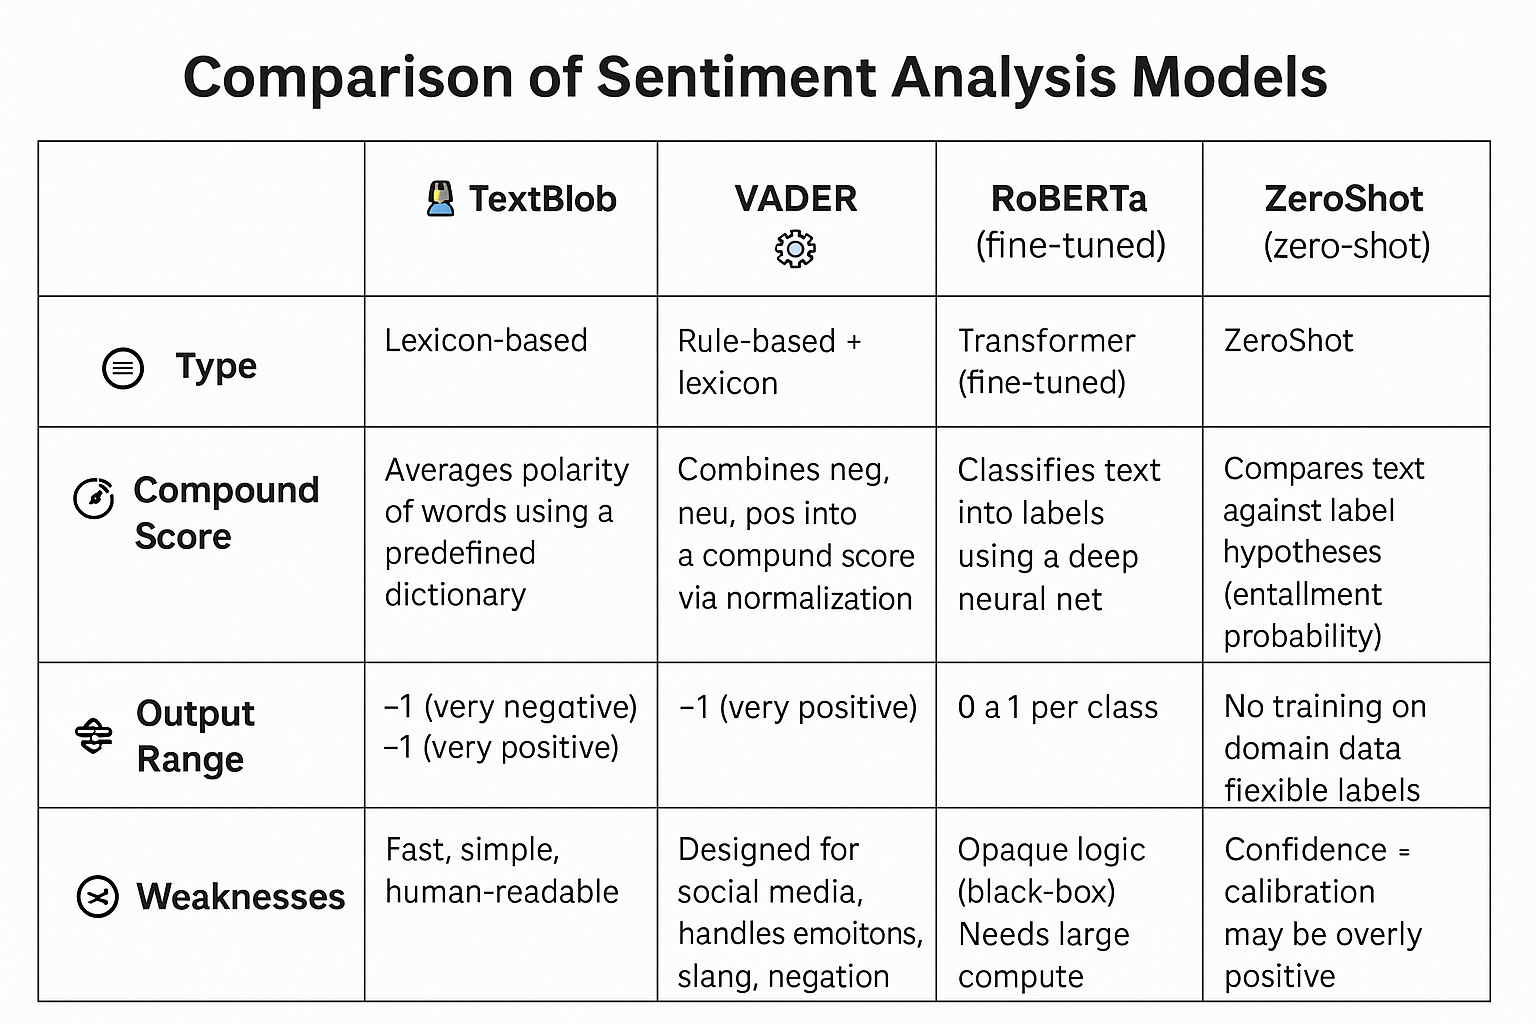 Comparison of Sentiment Analysis Models
TextBlob
VADER
RoBERTa
(fine-tuned)
ZeroShot
(zero-shot)
Type
Lexicon-based
Rule-based +
lexicon
Transformer
(fine-tuned)
ZeroShot
Compound
Score
Averages polarity
of words using a
predefined
dictionary
Combines neg,
neu, pos into
a compund score
via normalization
Classifies text
into labels
using a deep
neural net
Compares text
against label
hypotheses
(entallment
probability)
Output
Range
−1 (very negative)
−1 (very positive)
−1 (very positive)
0 a 1 per class
No training on
domain data
fiexible labels
Weaknesses
Fast, simple,
human-readable
Designed for
social media,
handles emoitons,
slang, negation
Opaque logic
(black-box)
Needs large
compute
Confidence =
calibration
may be overly
positive